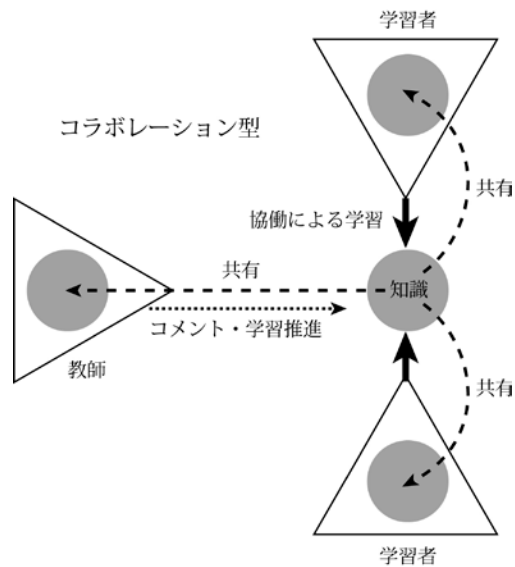 学習者
コラボレーション型
共有
協働による学習
共有
知識
コメント・学習推進
教師
共有
学習者